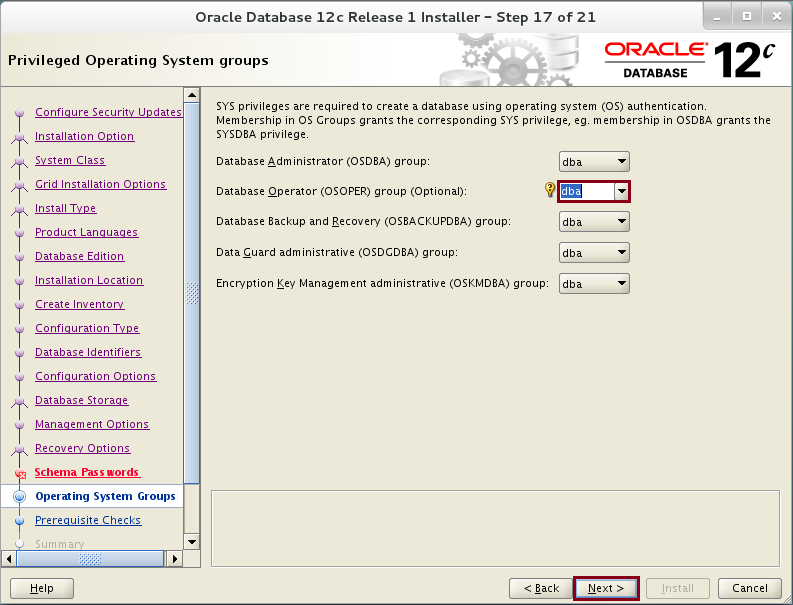 Oracle Database 12c Release 1 Installer - Step 17 of 21
Privileged Operating System groups
ORACLE®
DATABASE
12c
Configure Security Updates
Installation Option
System Class
Grid Installation Options
Install Type
Product Languages
Database Edition
Installation Location
Create Inventory
Configuration Type
Database Identifiers
Configuration Options
Database Storage
Management Options
Recovery Options
Schema Passwords
Operating System Groups
Prerequisite Checks
Summary
SYS privileges are required to create a database using operating system (OS) authentication.
Membership in OS Groups grants the corresponding SYS privilege, eg. membership in OSDBA grants the
SYSDBA privilege.
Database Administrator (OSDBA) group: dba
Database Operator (OSOPER) group (Optional): dba
Database Backup and Recovery (OSBACKUPDBA) group: dba
Data Guard administrative (OSDGDBA) group: dba
Encryption Key Management administrative (OSKMDBA) group: dba
Help
< Back
Next >
Install
Cancel